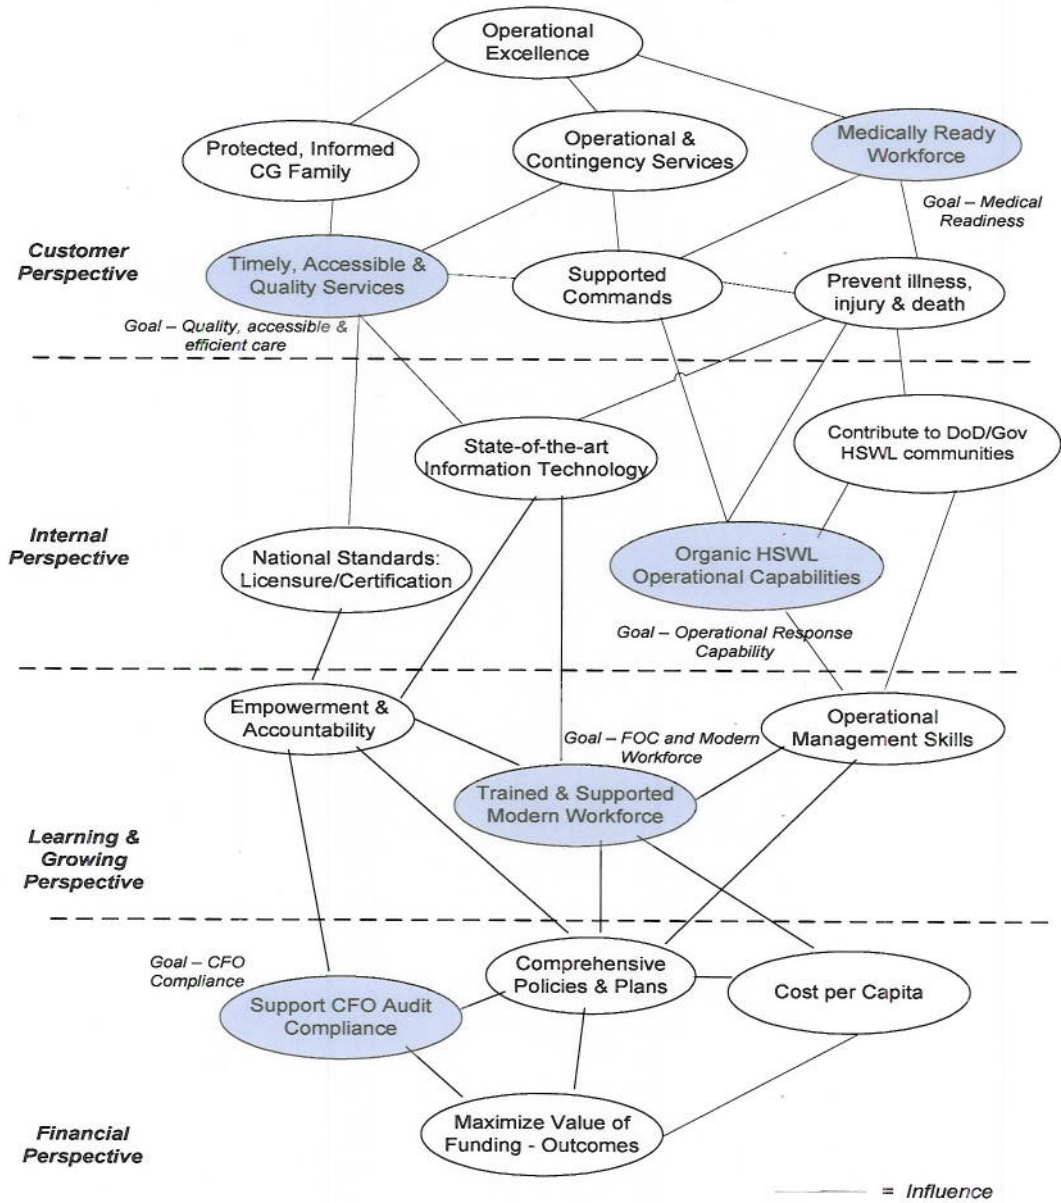 Operational
Excellence
Protected, Informed
CG Family
Operational &
Contingency Services
Medically Ready
Workforce
Goal – Medical
Readiness
Customer
Perspective
Timely, Accessible &
Quality Services
Supported
Commands
Prevent illness,
injury & death
Goal – Quality, accessible &
efficient care
State-of-the-art
Information Technology
Contribute to DoD/Gov
HSWL communities
Internal
Perspective
National Standards:
Licensure/Certification
Organic HSWL
Operational Capabilities
Goal – Operational Response
Capability
Empowerment &
Accountability
Operational
Management Skills
Goal – FOC and Modern
Workforce
Trained & Supported
Modern Workforce
Learning &
Growing
Perspective
Goal – CFO
Compliance
Comprehensive
Policies & Plans
Cost per Capita
Support CFO Audit
Compliance
Maximize Value of
Funding - Outcomes
Financial
Perspective
= Influence